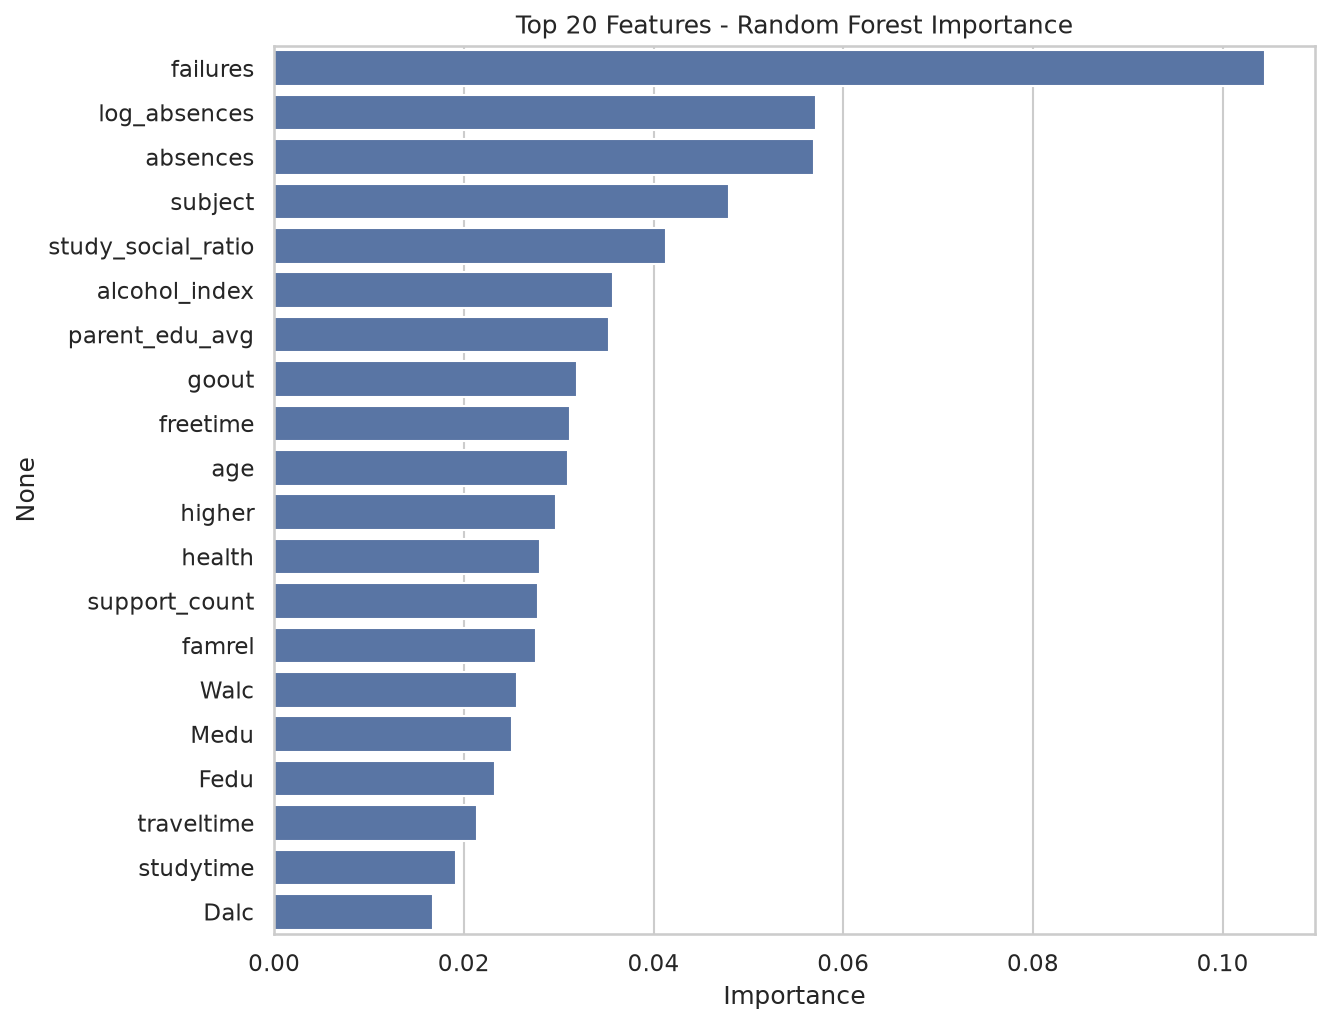 Top 20 Features - Random Forest Importance
failures
log_absences
absences
subject
study_social_ratio
alcohol_index
parent_edu_avg
goout
freetime
age
higher
health
support_count
famrel
Walc
Medu
Fedu
traveltime
studytime
Dalc
None
0.00 0.02 0.04 0.06 0.08 0.10
Importance